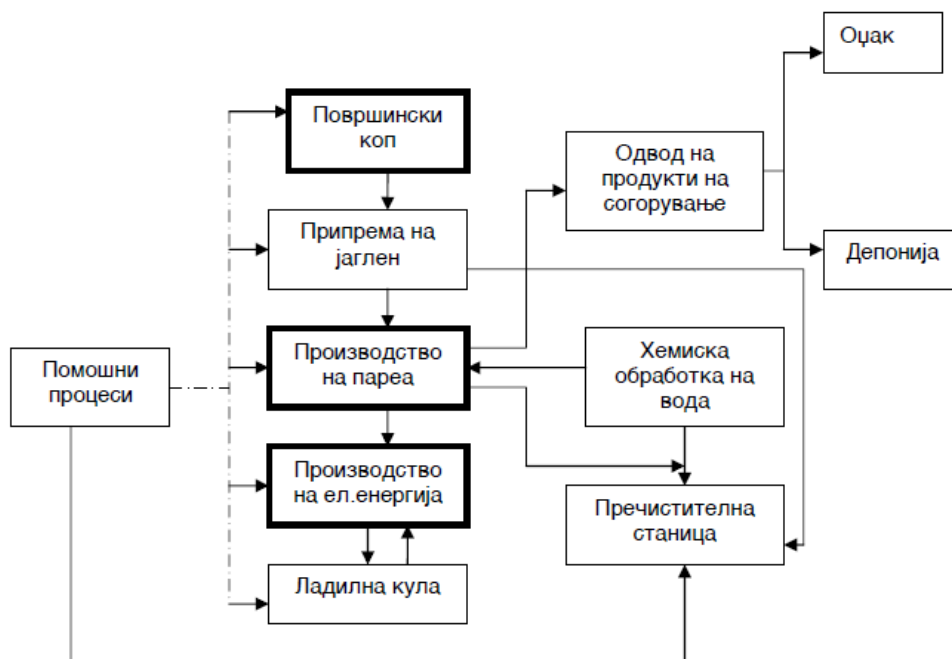 Оџак
Површински
коп
Одвод на
продукти на
согорување
Припрема на
јаглен
Депонија
Производство
на пареа
Хемиска
обработка на
вода
Помошни
процеси
Производство
на ел.енергија
Пречистителна
станица
Ладилна кула